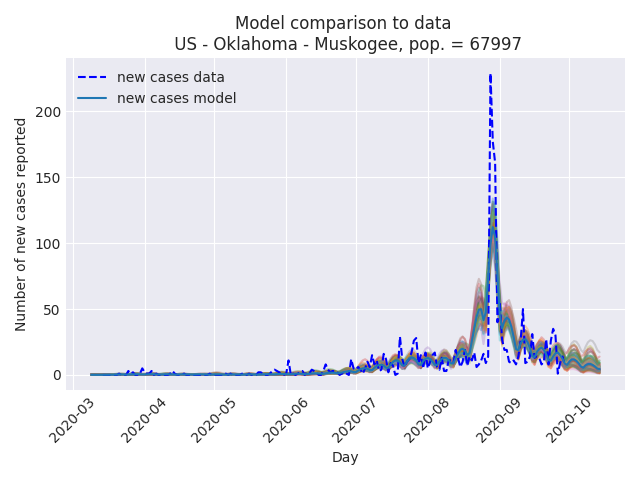 Model comparison to data
US - Oklahoma - Muskogee, pop. = 67997
new cases data
new cases model
Number of new cases reported
200
150
100
50
0
2020-03
2020-04
2020-05
2020-06
2020-07
2020-08
2020-09
2020-10
Day